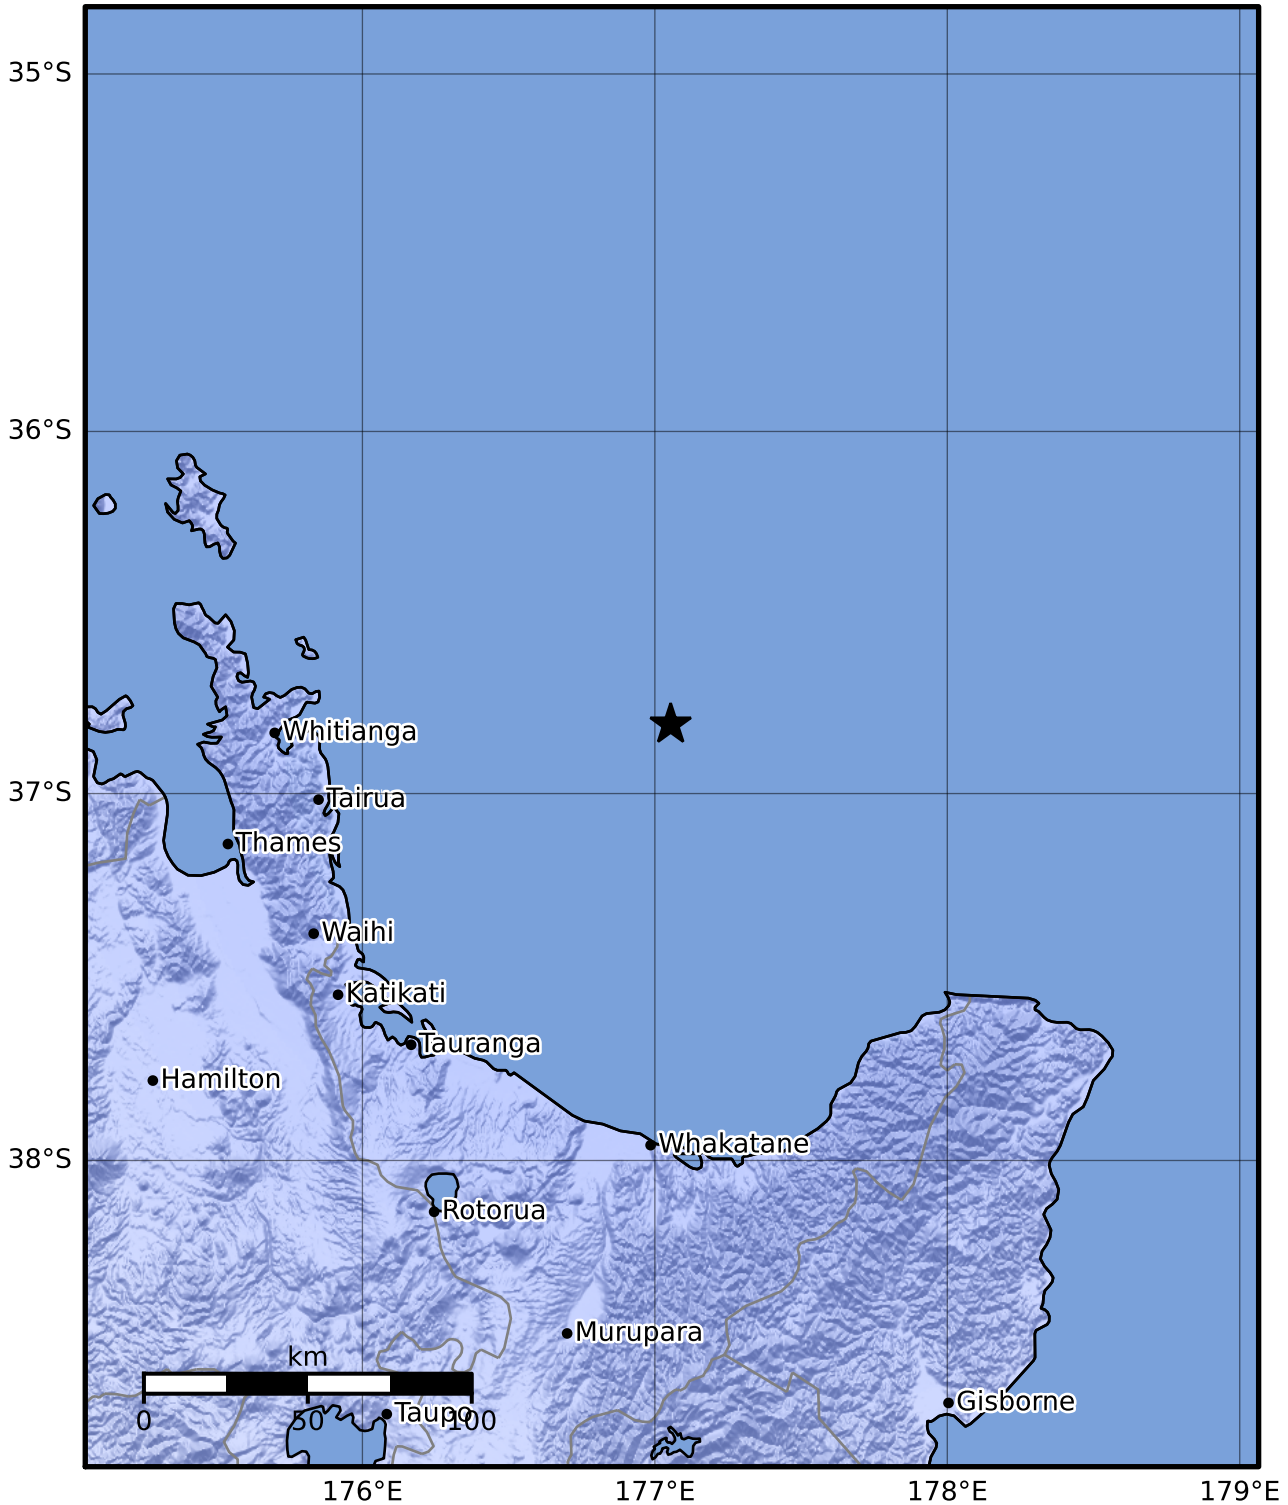 35°S
36°S
Whitianga
37°S
Tairua
Thames
Waihi
Katikati
Tauranga
Hamilton
Whakatane
38°S
Rotorua
Murupara
km
Gisborne
Taupo
0 50 100
176°E 177°E 178°E 179°E